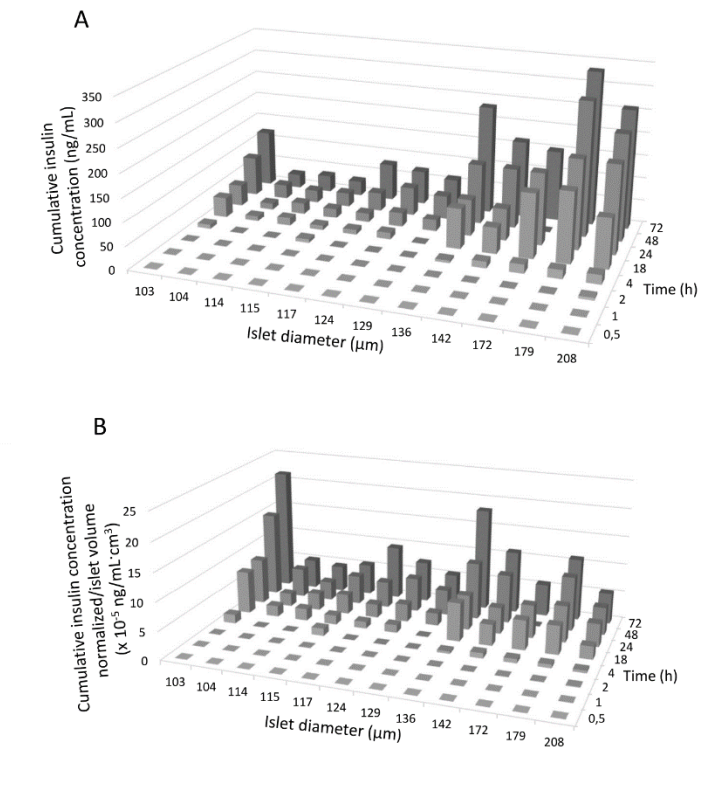 A
Cumulative insulin
concentration (ng/mL)
350
300
250
200
150
100
50
0
103 104 114 115 117 124 129 136 142 172 179 208
Islet diameter (µm)
72
48
24
18
4
2
1
0,5
Time (h)
B
Cumulative insulin concentration
normalized/islet volume
(x 10⁻⁵ ng/mL·cm³)
25
20
15
10
5
0
103 104 114 115 117 124 129 136 142 172 179 208
Islet diameter (µm)
72
48
24
18
4
2
1
0,5
Time (h)